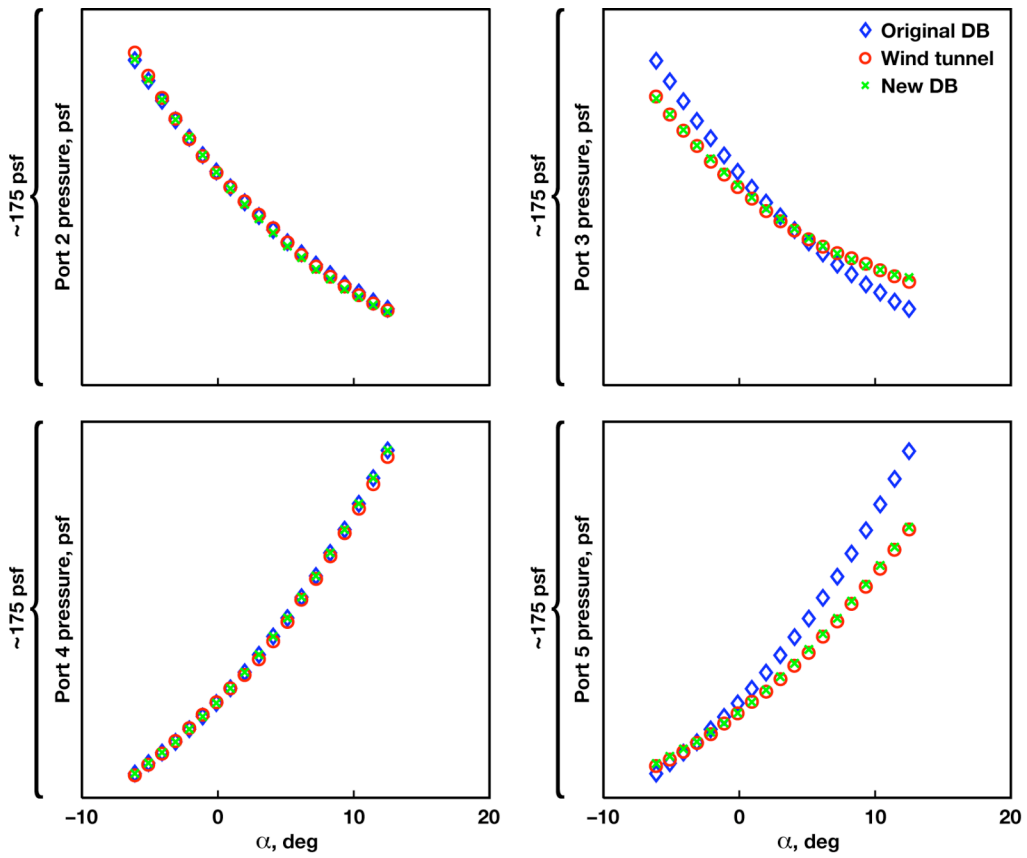 ~175 psf
Port 2 pressure, psf
~175 psf
Port 3 pressure, psf
Original DB
Wind tunnel
New DB
~175 psf
Port 4 pressure, psf
−10 0 10 20
α, deg
~175 psf
Port 5 pressure, psf
−10 0 10 20
α, deg